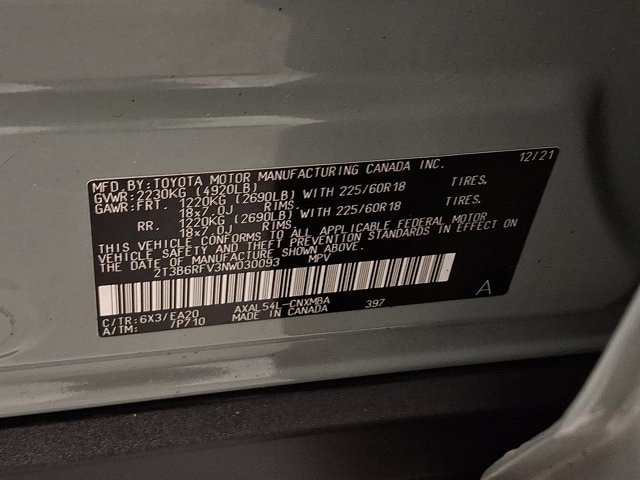 MFD BY: TOYOTA MOTOR MANUFACTURING CANADA INC. 12/21
GVWR: 2230KG (4920LB)
GAWR: FRT. 1220KG (2690LB) WITH 225/60R18 TIRES,
18x7.0J RIMS,
RR. 1220KG (2690LB) WITH 225/60R18 TIRES,
18x7.0J RIMS,
THIS VEHICLE CONFORMS TO ALL APPLICABLE FEDERAL MOTOR
VEHICLE SAFETY AND THEFT PREVENTION STANDARDS IN EFFECT ON
THE DATE OF MANUFACTURE SHOWN ABOVE.
2T3B6RFV3NW030093 MPV
C/TR: 6X3/EA20 AXAL54L-CNXMBA 397 A
A/TM: /P710 MADE IN CANADA